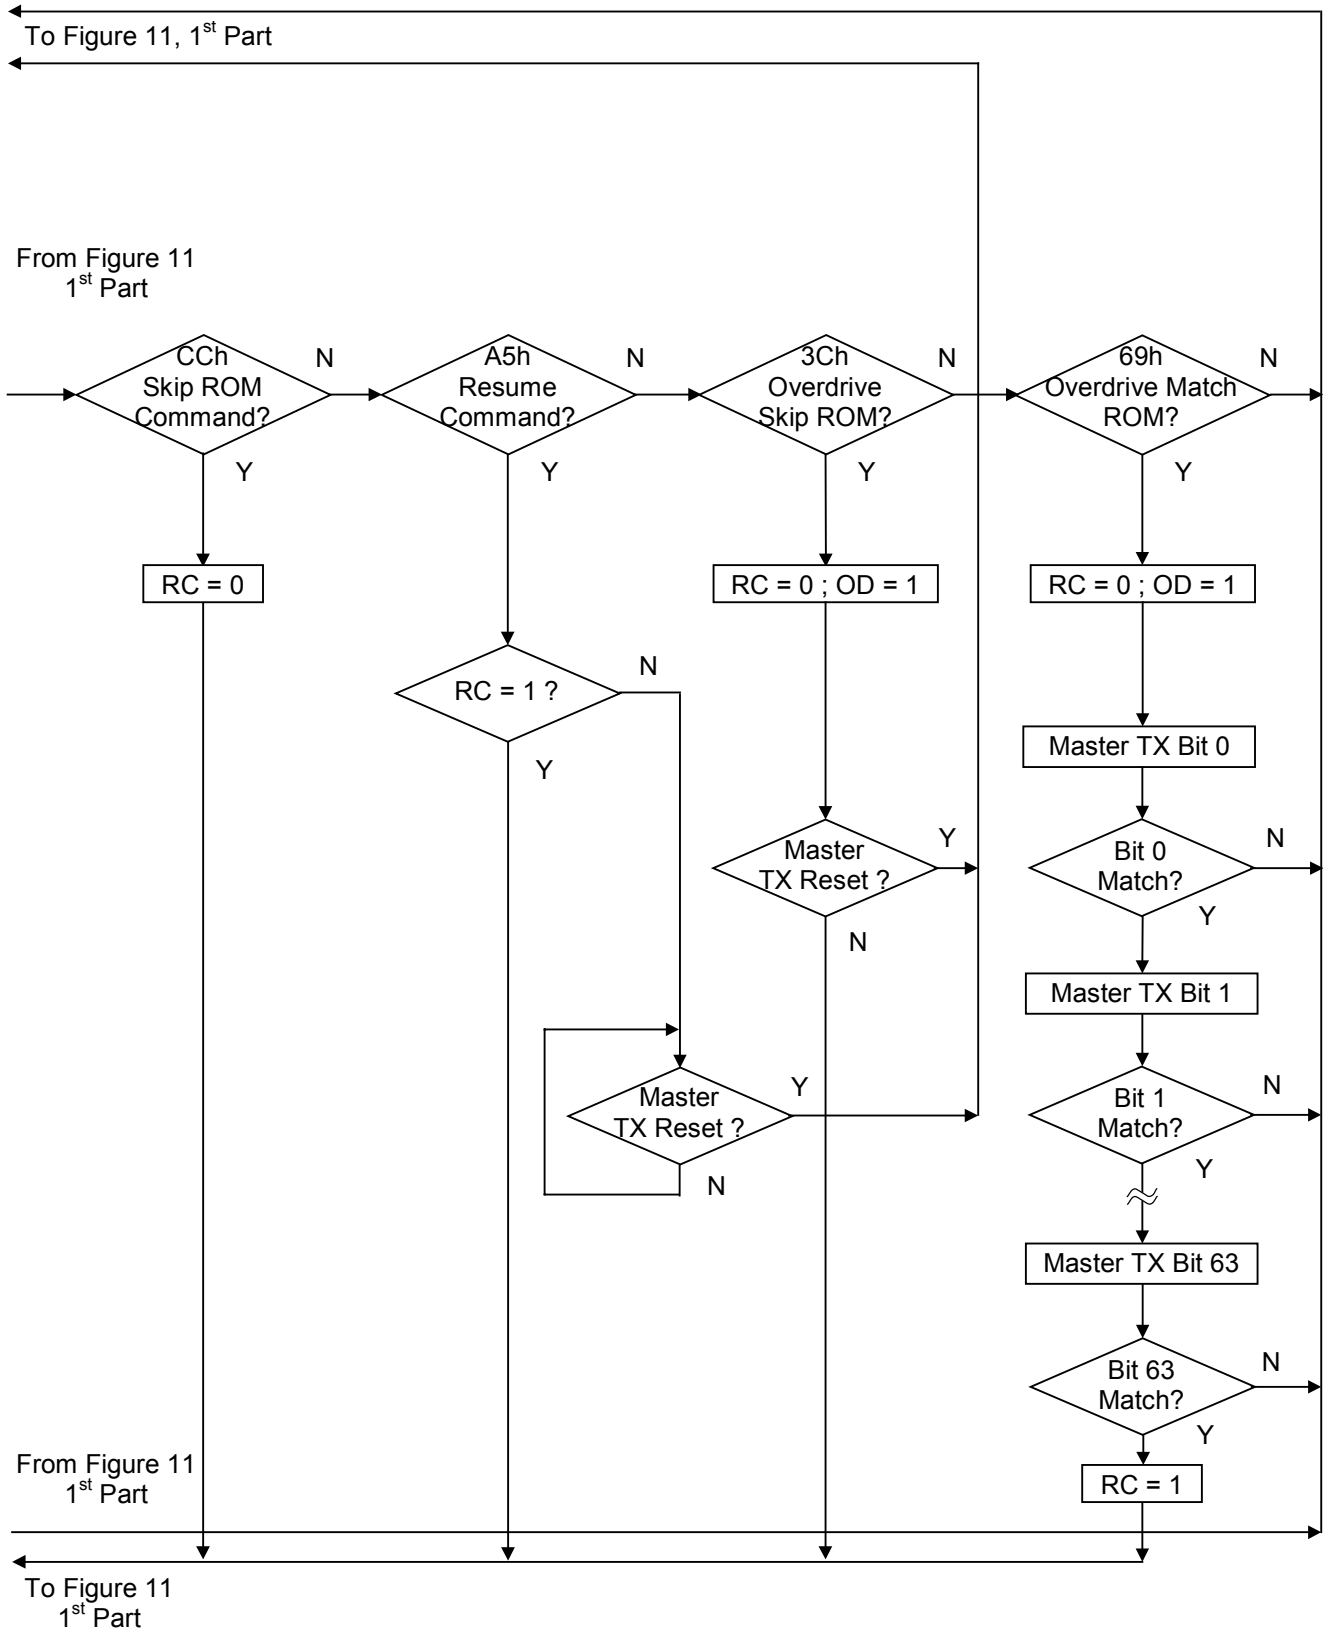 To Figure 11, 1st Part
From Figure 11
1st Part
CCh
Skip ROM
Command?
N
Y
A5h
Resume
Command?
N
Y
3Ch
Overdrive
Skip ROM?
N
Y
69h
Overdrive Match
ROM?
N
Y
RC = 0
RC = 0 ; OD = 1
RC = 0 ; OD = 1
RC = 1 ?
N
Y
Master TX Bit 0
Master
TX Reset ?
Y
N
Bit 0
Match?
N
Y
Master TX Bit 1
Master
TX Reset ?
Y
N
Bit 1
Match?
N
Y
Master TX Bit 63
Bit 63
Match?
N
Y
RC = 1
From Figure 11
1st Part
To Figure 11
1st Part